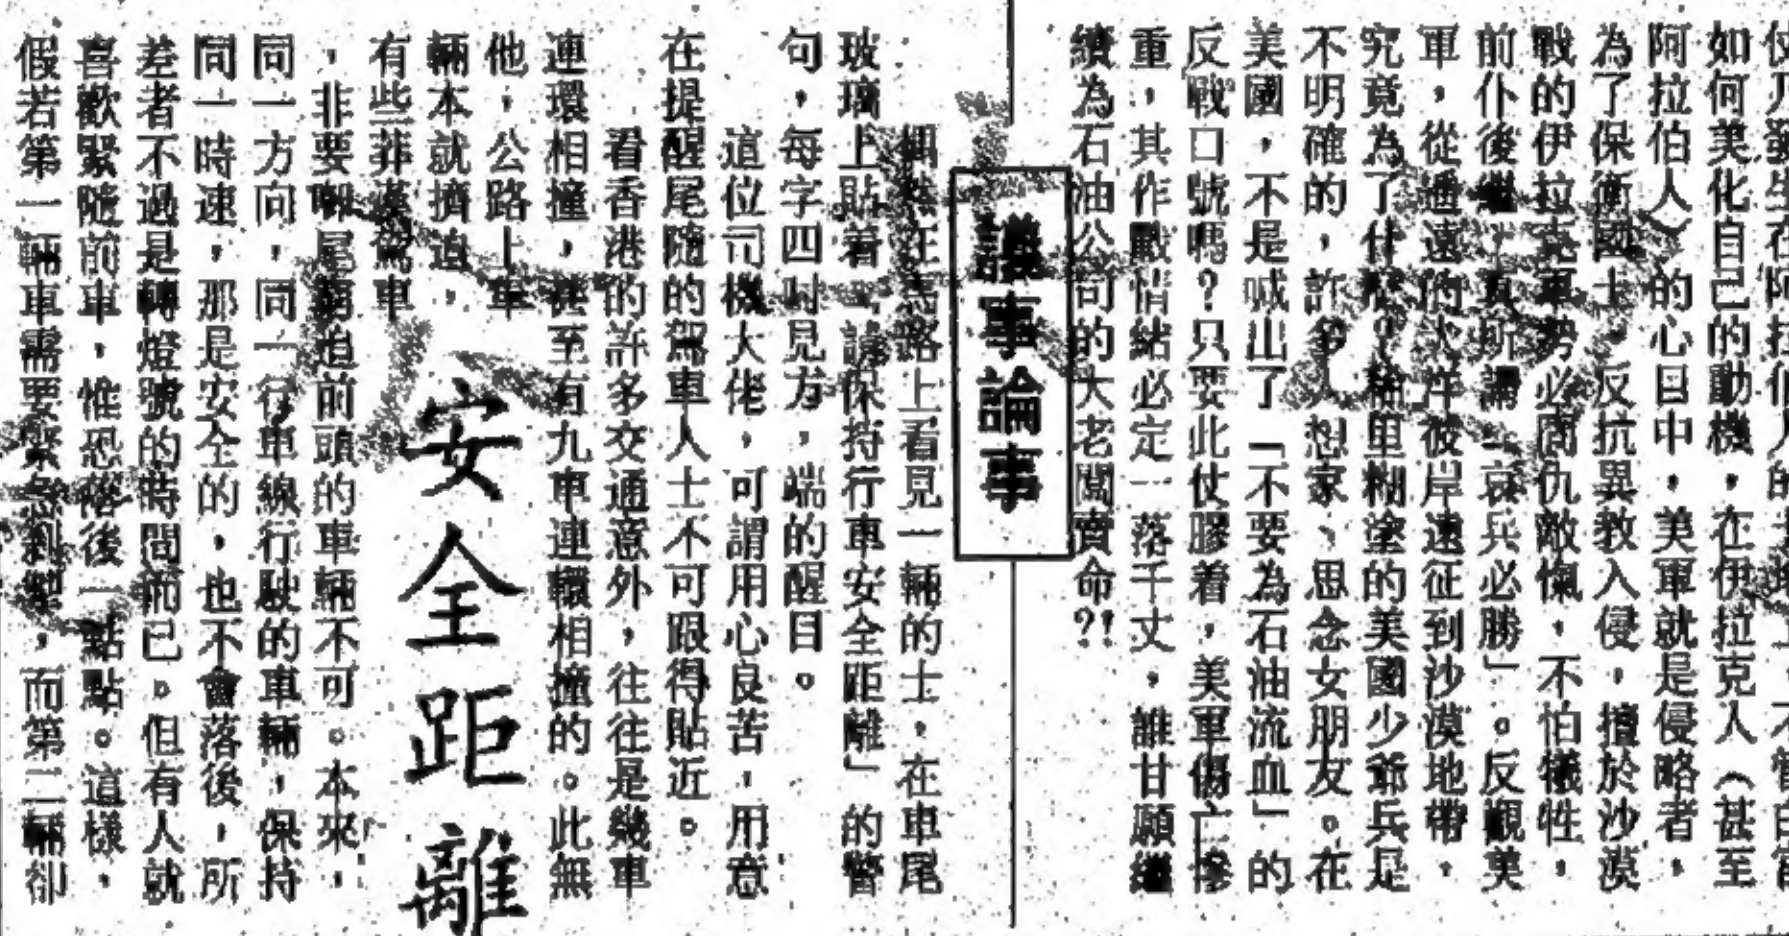 如何美化自己的動機，在伊拉克人（甚至
阿拉伯人）的心目中，美軍就是侵略者，
為了保衛國土，反抗異教入侵，擅於沙漠
戰的伊拉克軍勢必同仇敵愾，不怕犧牲，
前仆後繼，真所謂「哀兵必勝」。反觀美
軍，從遙遠的大洋彼岸遠征到沙漠地帶，
究竟為了什麼？糊里糊塗的美國少爺兵是
不明確的，許多人想家、思念女朋友。在
美國，不是喊出了「不要為石油流血」的
反戰口號嗎？只要此仗膠着，美軍傷亡慘
重，其作戰情緒必定一落千丈，誰甘願繼
續為石油公司的大老闆賣命？！
議事論事
安全距離
偶然在馬路上看見一輛的士，在車尾
玻璃上貼着「請保持行車安全距離」的警
句，每字四吋見方，端的醒目。
這位司機大佬，可謂用心良苦，用意
在提醒尾隨的駕車人士不可跟得貼近。
看香港的許多交通意外，往往是幾車
連環相撞，甚至有九車連環相撞的。此無
他，公路上車
輛本就擠迫，
有些莽漢駕車
，非要啣尾窮追前頭的車輛不可。本來，
同一方向，同一行車線行駛的車輛，保持
同一時速，那是安全的，也不會落後，所
差者不過是轉燈號的時間而已。但有人就
喜歡緊隨前車，惟恐落後一點點。這樣，
假若第一輛車需要緊急剎掣，而第二輛卻